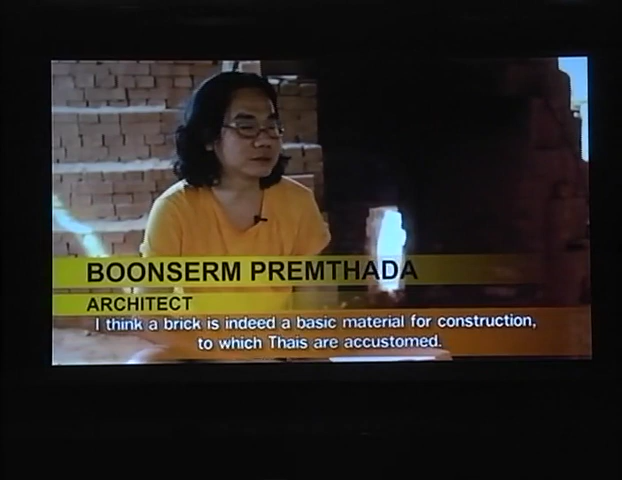 BOONSERM PREMTHADA
ARCHITECT
I think a brick is indeed a basic material for construction,
to which Thais are accustomed.